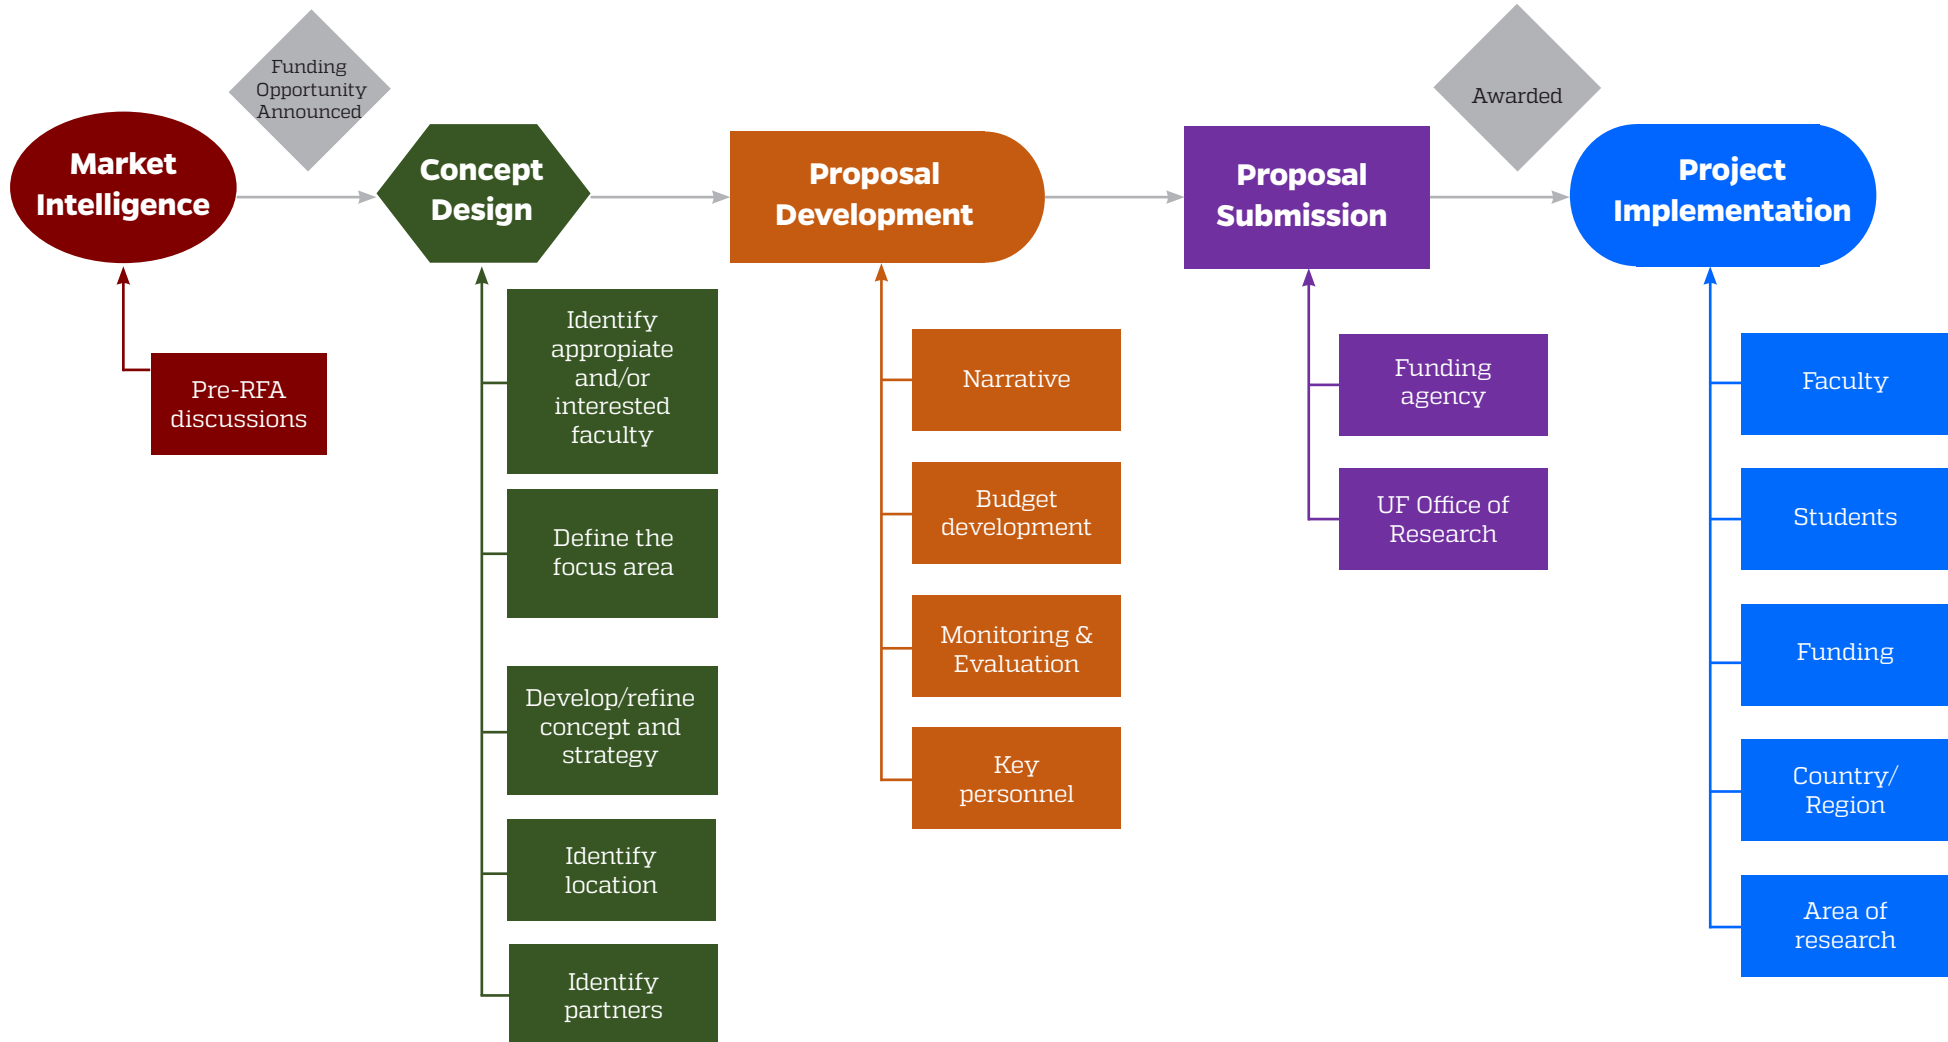 Funding
Opportunity
Announced
Awarded
Market
Intelligence
Concept
Design
Proposal
Development
Proposal
Submission
Project
Implementation
Pre-RFA
discussions
Identify
appropiate
and/or
interested
faculty
Define the
focus area
Develop/refine
concept and
strategy
Identify
location
Identify
partners
Narrative
Budget
development
Monitoring &
Evaluation
Key
personnel
Funding
agency
UF Office of
Research
Faculty
Students
Funding
Country/
Region
Area of
research